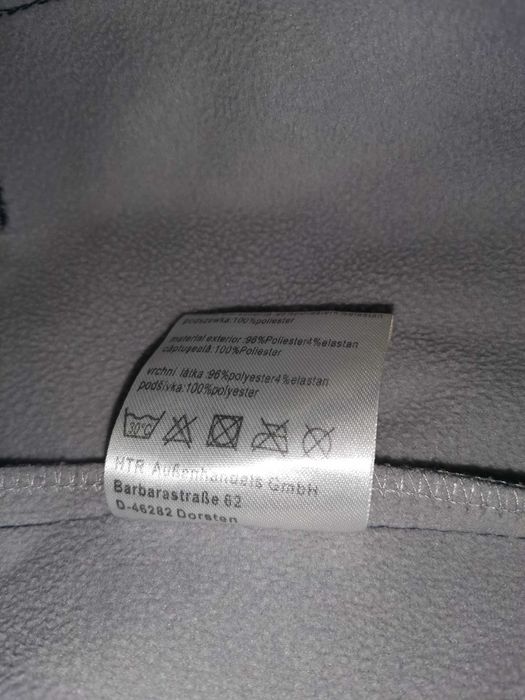 podszewka:100%poliester
material exterior:96%Poliester4%elastan
căptugeală:100%Poliester
vrchní látka:96%polyester4%elastan
podšívka:100%polyester
30°C
HTR Außenhandels GmbH
Barbarastraße 62
D-46282 Dorsten